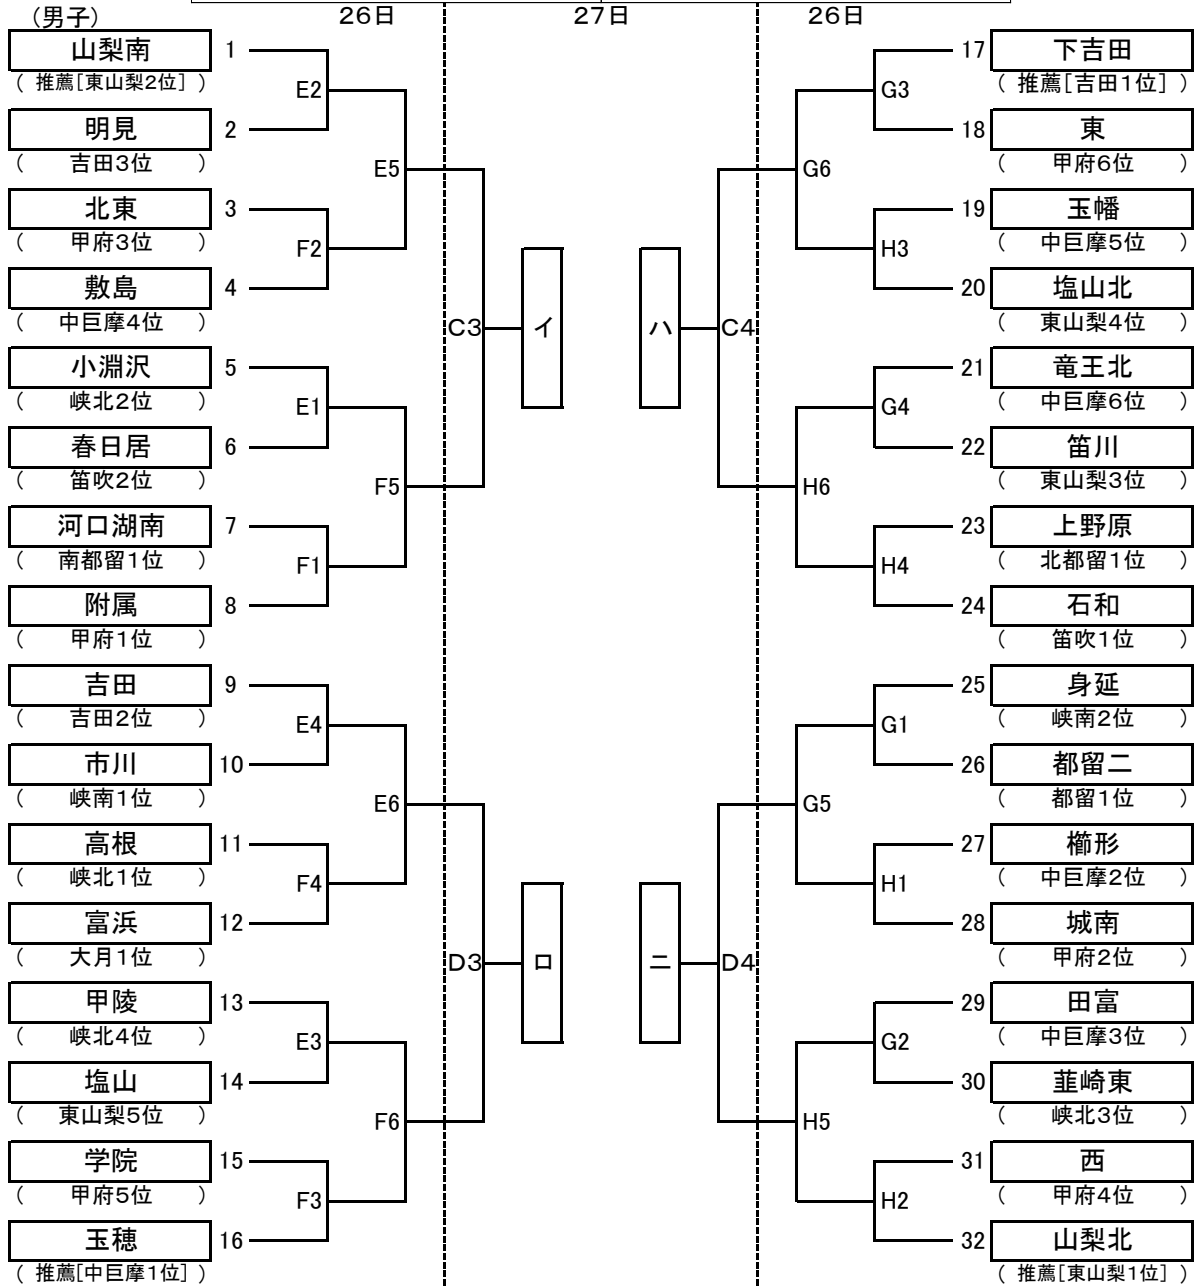 （男子）
26日
27日
26日
山梨南 1
（ 推薦[東山梨2位] ）
E2
明見 2
（ 吉田3位 ）
E5
北東 3
（ 甲府3位 ）
F2
敷島 4
（ 中巨摩4位 ）
C3
イ
小淵沢 5
（ 峡北2位 ）
E1
春日居 6
（ 笛吹2位 ）
F5
河口湖南 7
（ 南都留1位 ）
F1
附属 8
（ 甲府1位 ）
吉田 9
（ 吉田2位 ）
E4
市川 10
（ 峡南1位 ）
E6
高根 11
（ 峡北1位 ）
F4
富浜 12
（ 大月1位 ）
D3
ロ
甲陵 13
（ 峡北4位 ）
E3
塩山 14
（ 東山梨5位 ）
F6
学院 15
（ 甲府5位 ）
F3
玉穂 16
（ 推薦[中巨摩1位] ）
17 下吉田
（ 推薦[吉田1位] ）
G3
18 東
（ 甲府6位 ）
G6
19 玉幡
（ 中巨摩5位 ）
H3
20 塩山北
（ 東山梨4位 ）
ハ
C4
21 竜王北
（ 中巨摩6位 ）
G4
22 笛川
（ 東山梨3位 ）
H6
23 上野原
（ 北都留1位 ）
H4
24 石和
（ 笛吹1位 ）
25 身延
（ 峡南2位 ）
G1
26 都留二
（ 都留1位 ）
G5
27 櫛形
（ 中巨摩2位 ）
H1
28 城南
（ 甲府2位 ）
ニ
D4
29 田富
（ 中巨摩3位 ）
G2
30 韮崎東
（ 峡北3位 ）
H5
31 西
（ 甲府4位 ）
H2
32 山梨北
（ 推薦[東山梨1位] ）